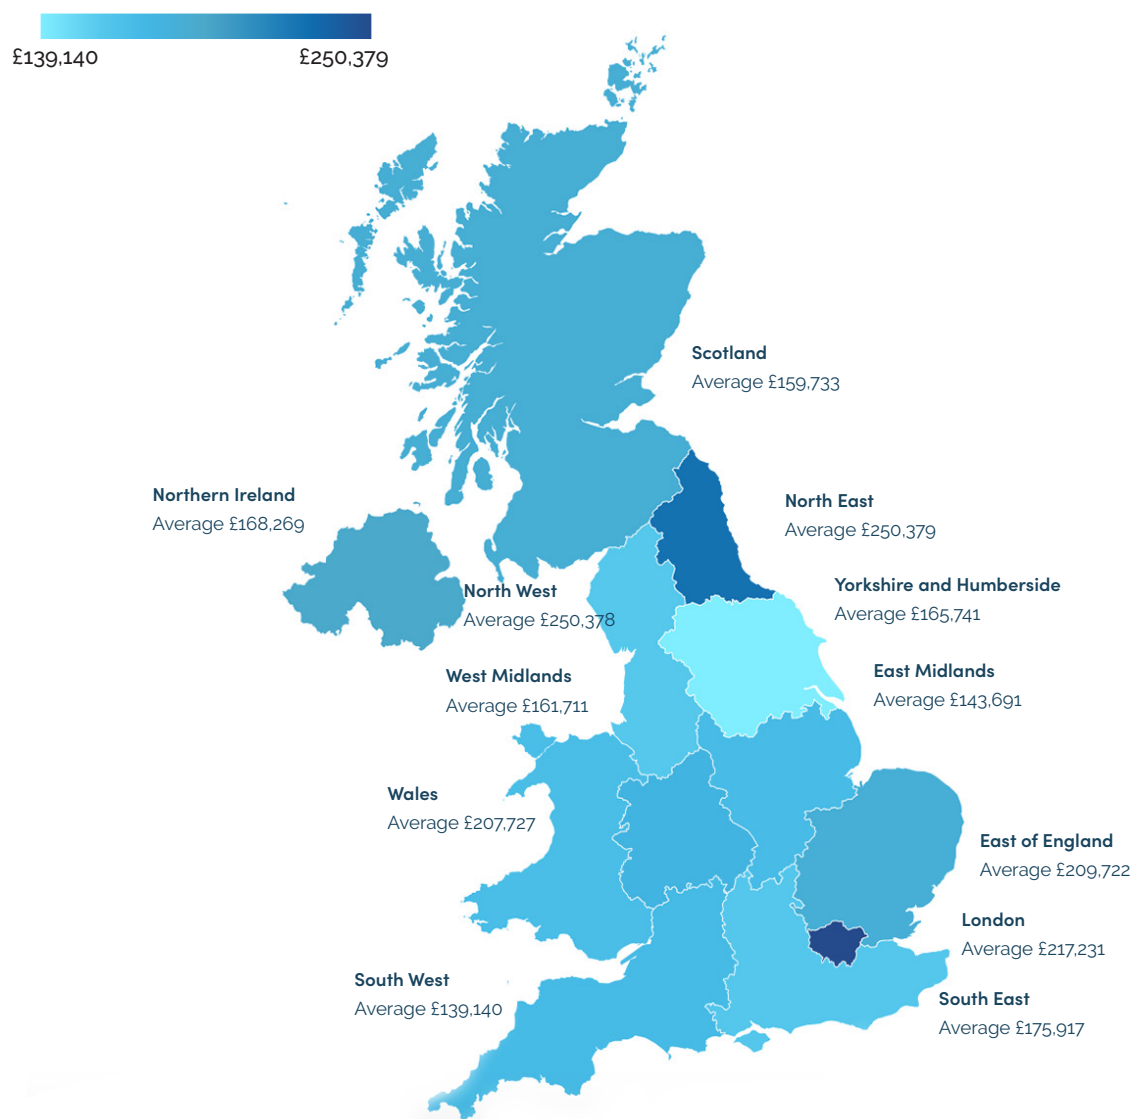 £139,140 £250,379
Scotland
Average £159,733
Northern Ireland
Average £168,269
North East
Average £250,379
North West
Average £250,378
Yorkshire and Humberside
Average £165,741
West Midlands
Average £161,711
East Midlands
Average £143,691
Wales
Average £207,727
East of England
Average £209,722
London
Average £217,231
South West
Average £139,140
South East
Average £175,917